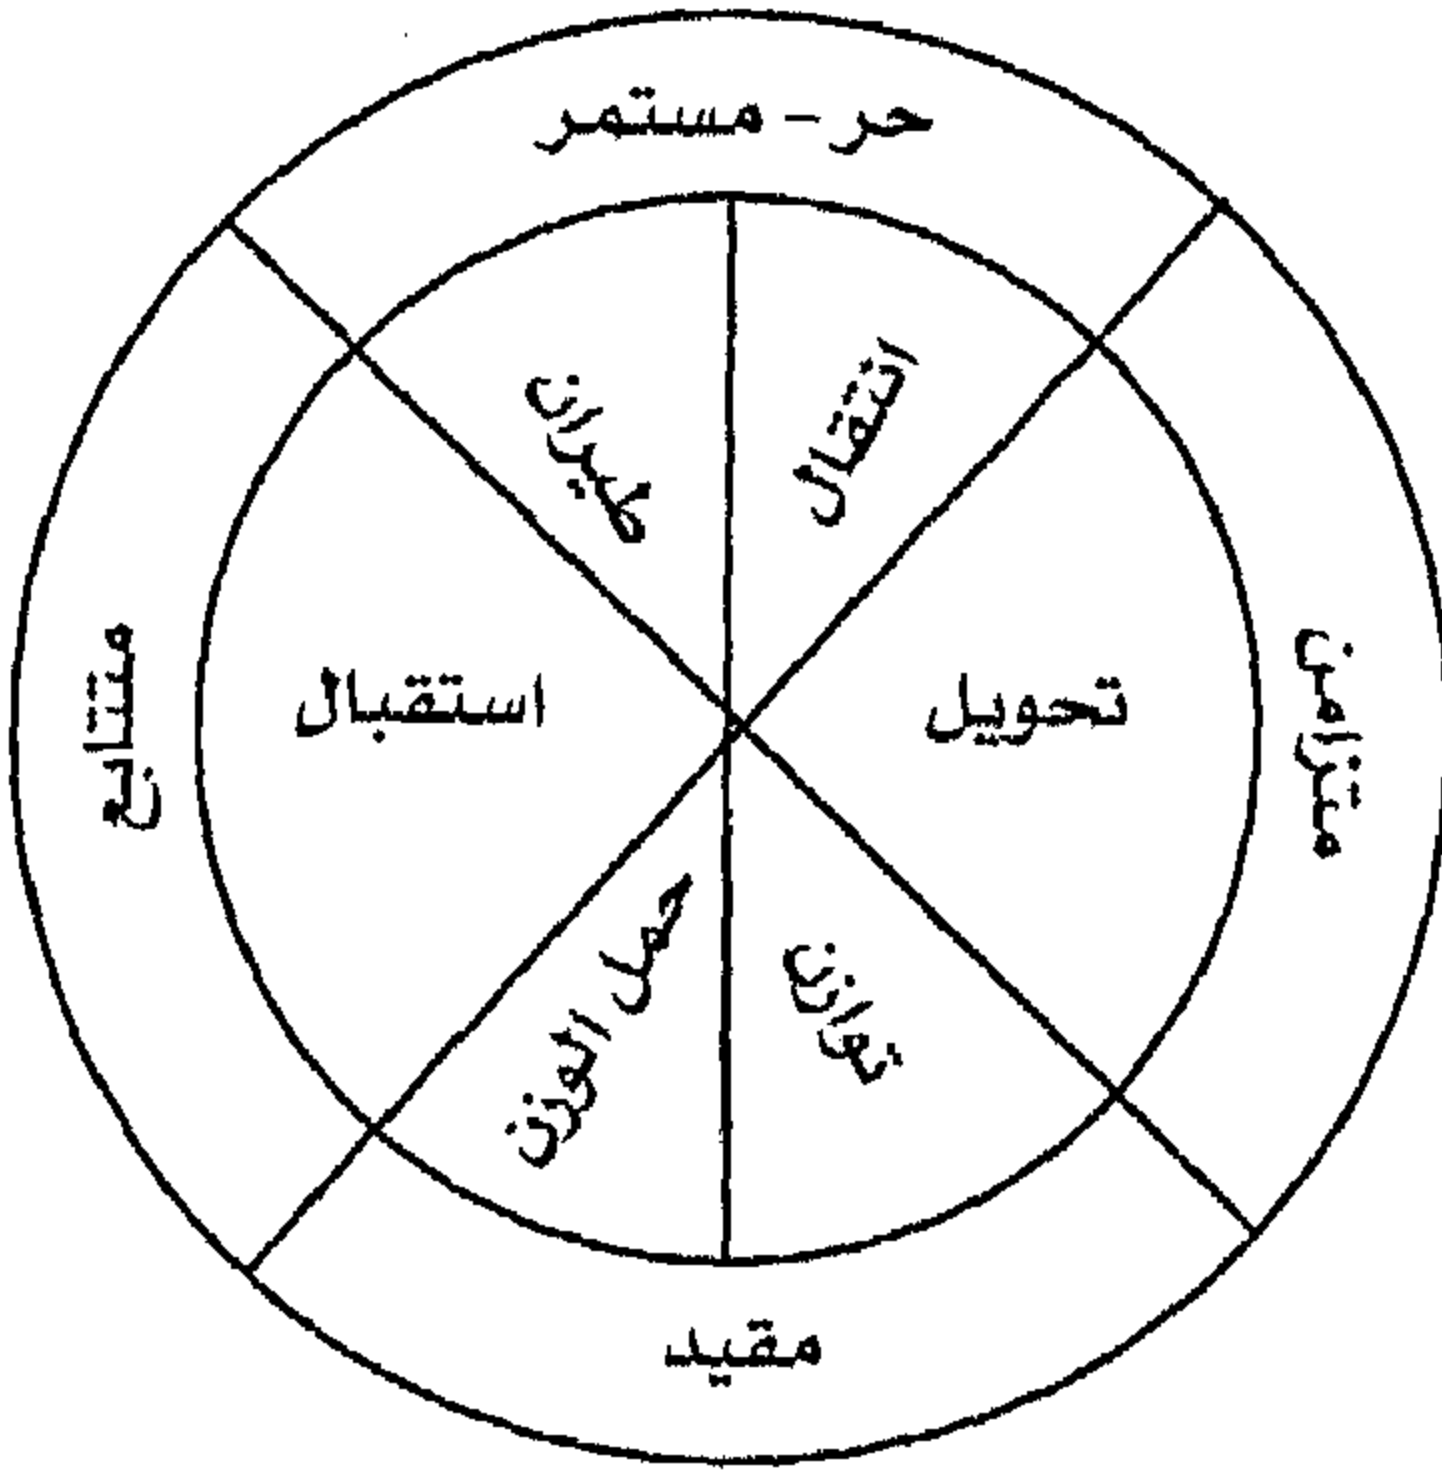 حر - مستمر
انتقال
طيران
تحويل
استقبال
متزامن
متتابع
توازن
حمل الوزن
مقيد